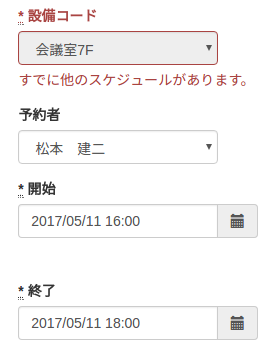 * 設備コード
会議室7F
すでに他のスケジュールがあります。
予約者
松本　建二
* 開始
2017/05/11 16:00
* 終了
2017/05/11 18:00